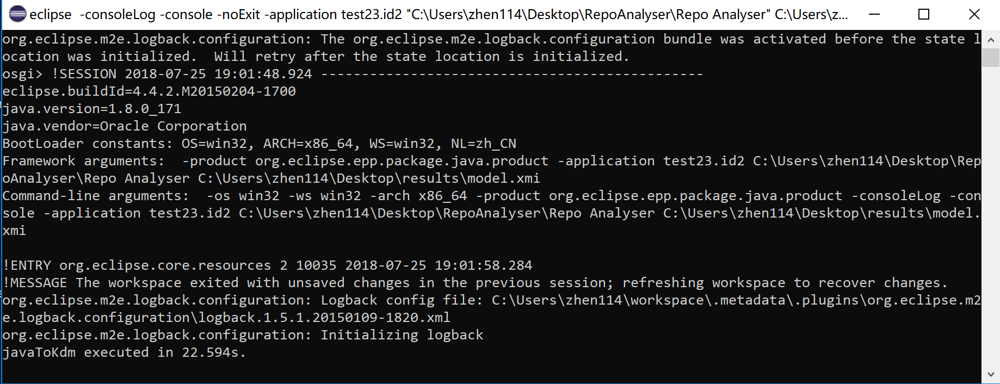 eclipse  -consoleLog -console -noExit -application test23.id2 "C:\Users\zhen114\Desktop\RepoAnalyser\Repo Analyser" C:\Users\z...
org.eclipse.m2e.logback.configuration: The org.eclipse.m2e.logback.configuration bundle was activated before the state l
ocation was initialized.  Will retry after the state location is initialized.
osgi> !SESSION 2018-07-25 19:01:48.924 -----------------------------------------------
eclipse.buildId=4.4.2.M20150204-1700
java.version=1.8.0_171
java.vendor=Oracle Corporation
BootLoader constants: OS=win32, ARCH=x86_64, WS=win32, NL=zh_CN
Framework arguments:  -product org.eclipse.epp.package.java.product -application test23.id2 C:\Users\zhen114\Desktop\Rep
oAnalyser\Repo Analyser C:\Users\zhen114\Desktop\results\model.xmi
Command-line arguments:  -os win32 -ws win32 -arch x86_64 -product org.eclipse.epp.package.java.product -consoleLog -con
sole -application test23.id2 C:\Users\zhen114\Desktop\RepoAnalyser\Repo Analyser C:\Users\zhen114\Desktop\results\model.
xmi
!ENTRY org.eclipse.core.resources 2 10035 2018-07-25 19:01:58.284
!MESSAGE The workspace exited with unsaved changes in the previous session; refreshing workspace to recover changes.
org.eclipse.m2e.logback.configuration: Logback config file: C:\Users\zhen114\workspace\.metadata\.plugins\org.eclipse.m2
e.logback.configuration\logback.1.5.1.20150109-1820.xml
org.eclipse.m2e.logback.configuration: Initializing logback
javaToKdm executed in 22.594s.